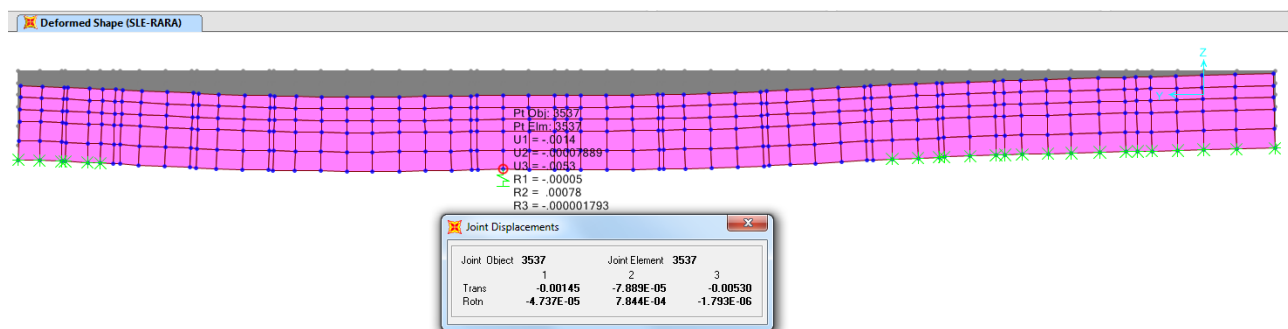 Deformed Shape (SLE-RARA)
Z
Pt Obj: 3537
Pt Elm: 3537
U1 = -.0014
U2 = -.00007889
U3 = -.0053
R1 = -.00005
R2 = .00078
R3 = -.000001793
Joint Displacements
Joint Object 3537 Joint Element 3537
1 2 3
Trans -0.00145 -7.889E-05 -0.00530
Rotn -4.737E-05 7.844E-04 -1.793E-06